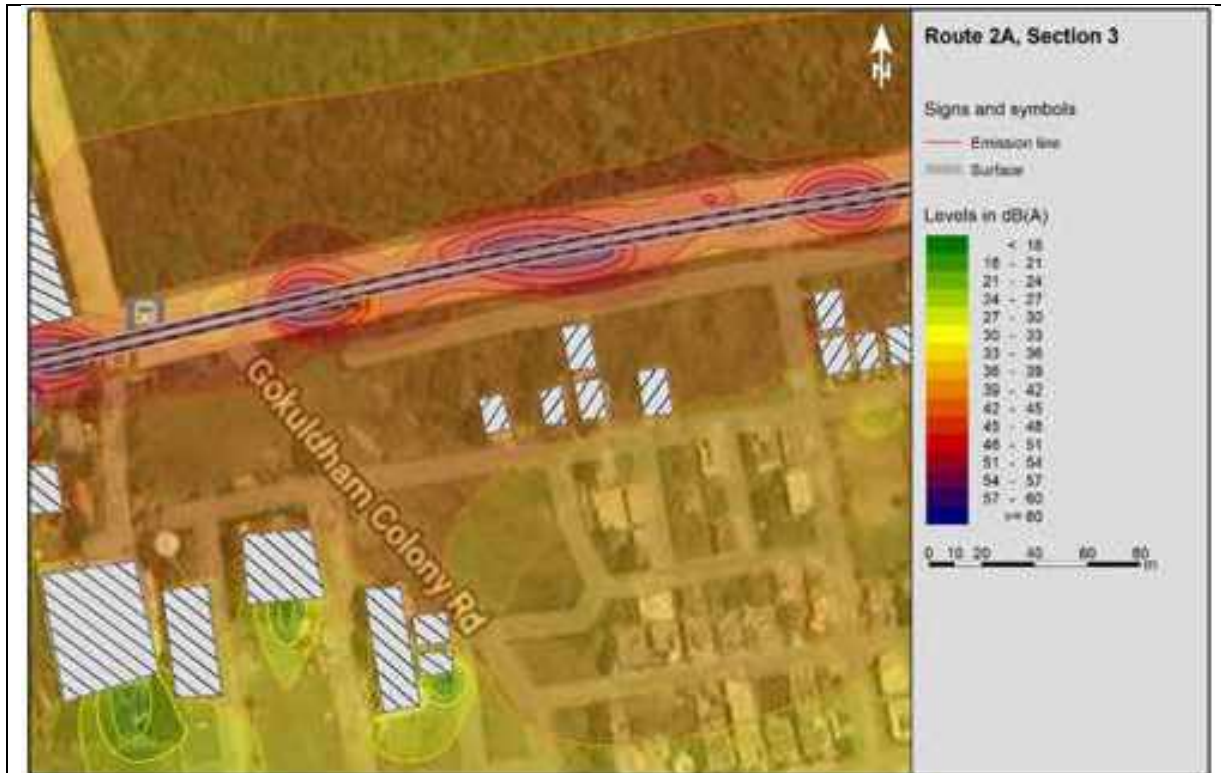 Route 2A, Section 3
Signs and symbols
Emission line
Surface
Levels in dB(A)
< 18
18 - 21
21 - 24
24 - 27
27 - 30
30 - 33
33 - 36
36 - 39
39 - 42
42 - 45
45 - 48
48 - 51
51 - 54
54 - 57
57 - 60
>= 60
0 10 20 40 60 80
m
Gokuldham Colony Rd